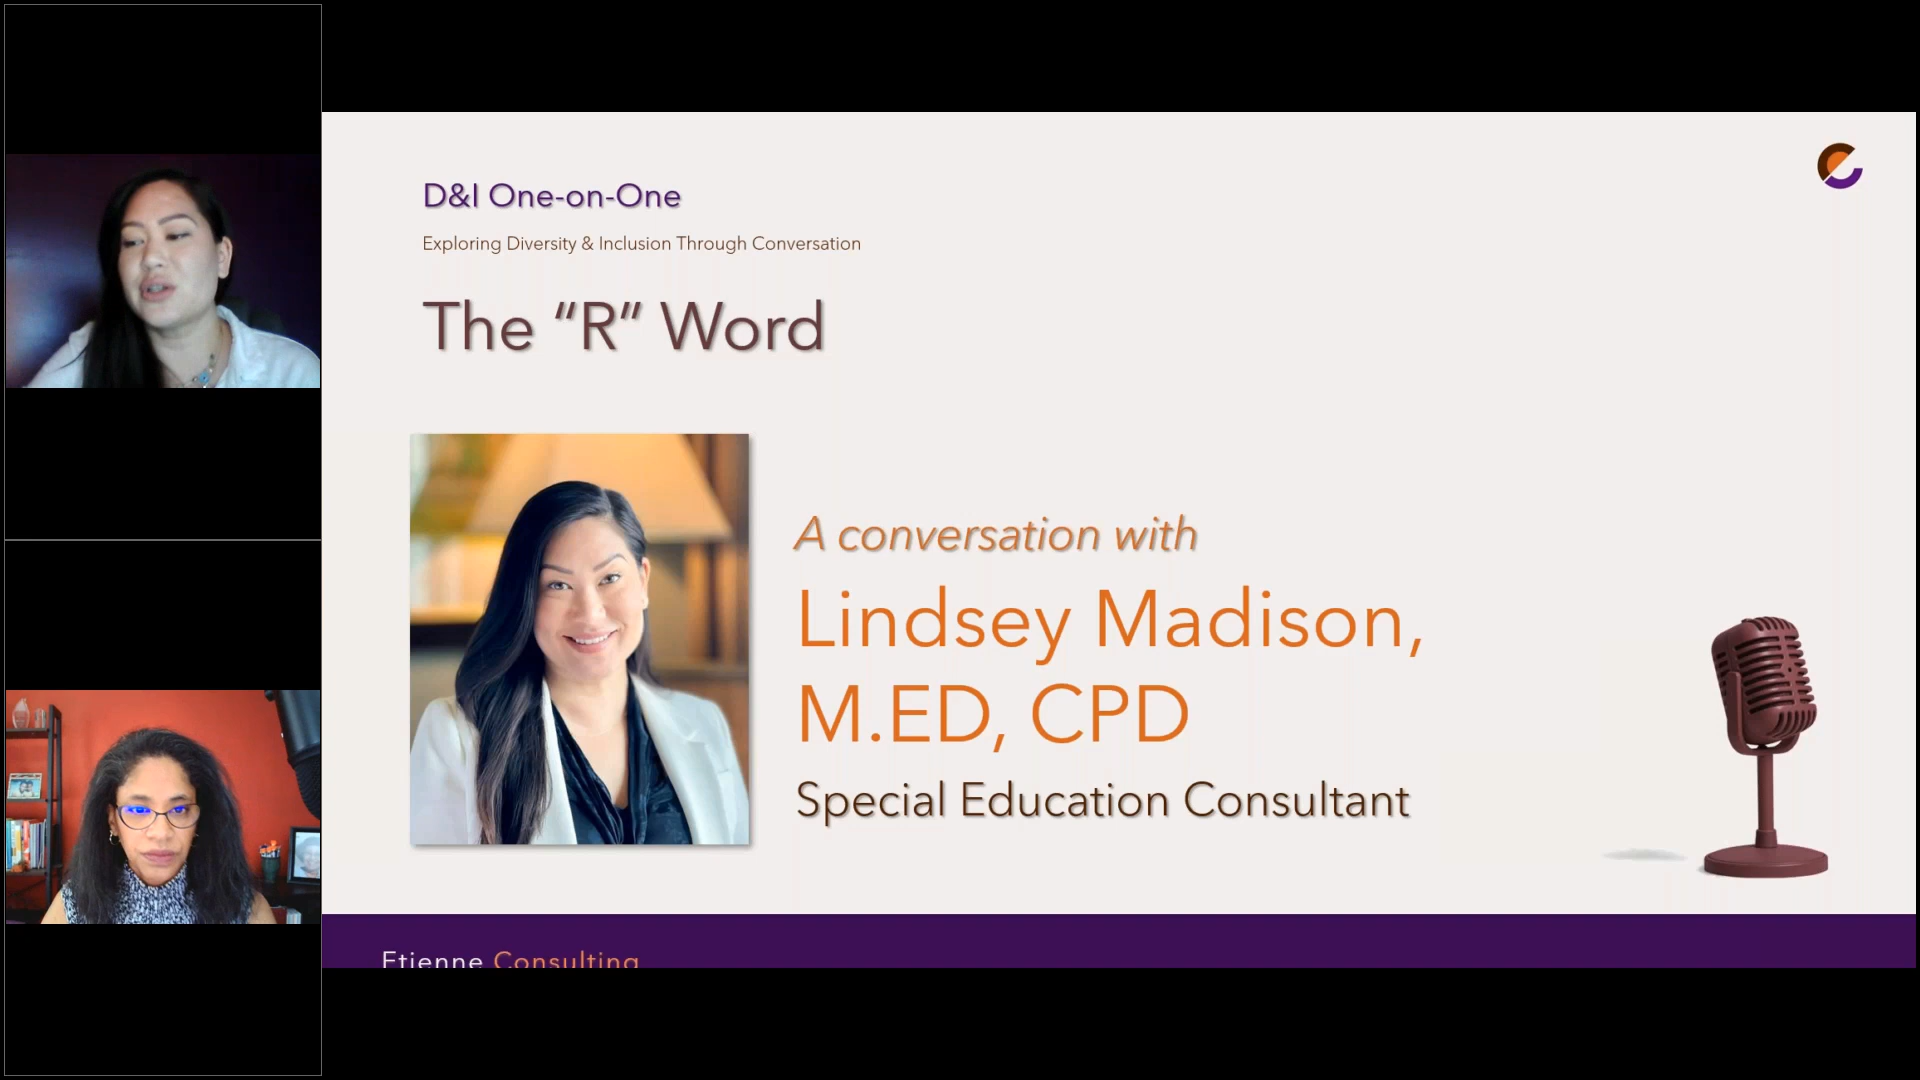 D&I One-on-One
Exploring Diversity & Inclusion Through Conversation
The “R” Word
A conversation with
Lindsey Madison,
M.ED, CPD
Special Education Consultant
Etienne Consulting